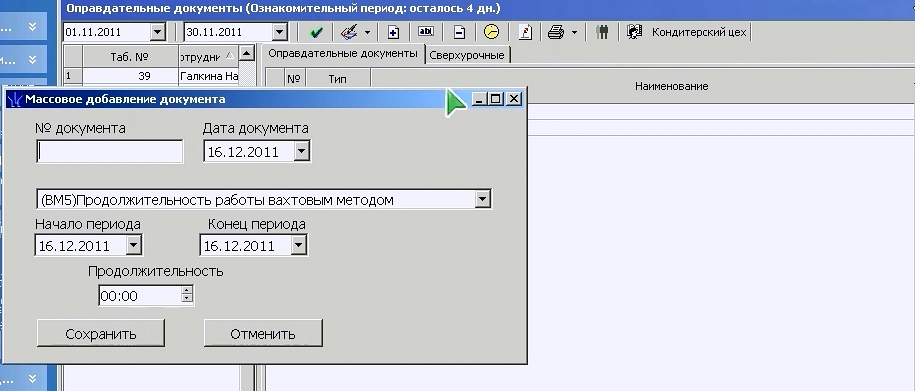 Оправдательные документы (Ознакомительный период: осталось 4 дн.)
01.11.2011 30.11.2011 ab Кондитерский цех
Таб. № отрудни
Оправдательные документы Сверхурочные
№ Тип Наименование
1 39 Галкина На
Массовое добавление документа
№ документа Дата документа
16.12.2011
(ВМ5)Продолжительность работы вахтовым методом
Начало периода Конец периода
16.12.2011 16.12.2011
Продолжительность
00:00
Сохранить Отменить